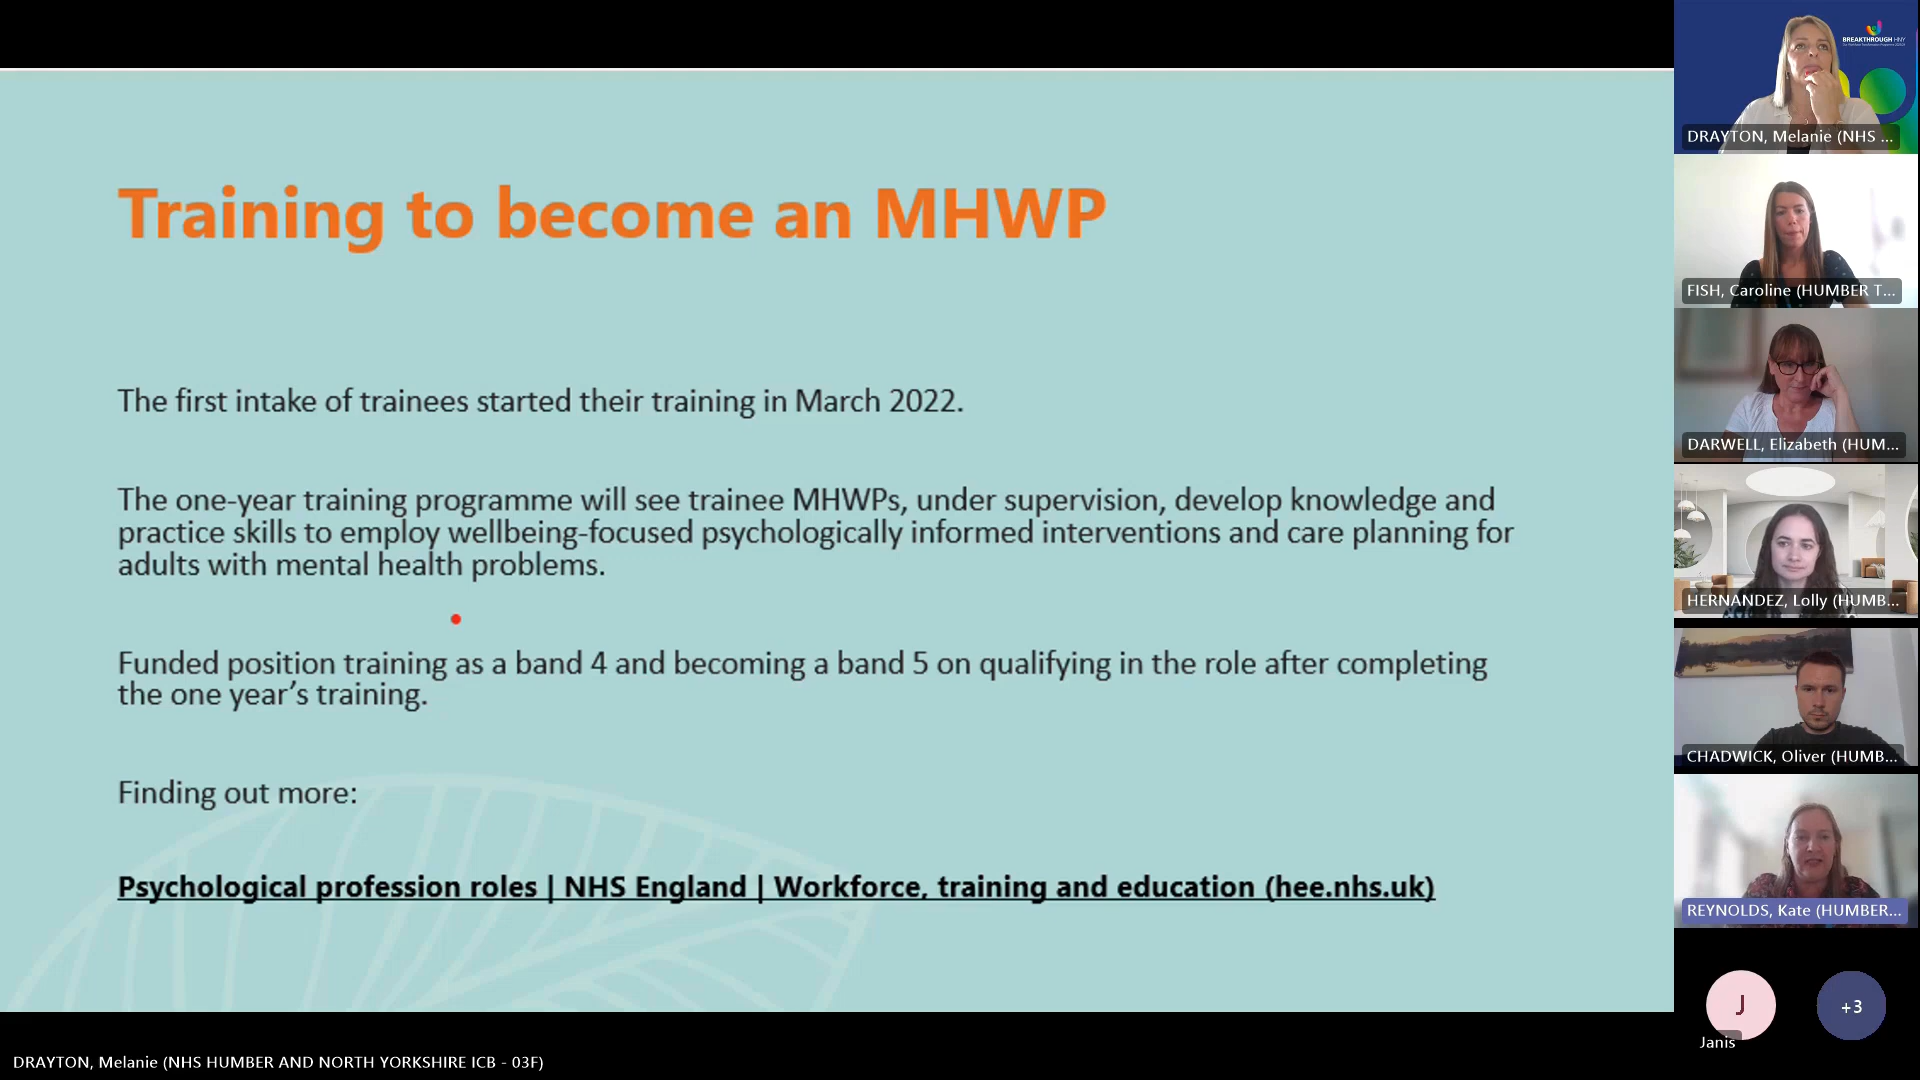 Training to become an MHWP
The first intake of trainees started their training in March 2022.
The one-year training programme will see trainee MHWPs, under supervision, develop knowledge and
practice skills to employ wellbeing-focused psychologically informed interventions and care planning for
adults with mental health problems.
Funded position training as a band 4 and becoming a band 5 on qualifying in the role after completing
the one year’s training.
Finding out more:
Psychological profession roles | NHS England | Workforce, training and education (hee.nhs.uk)
BREAKTHROUGH HNY
DRAYTON, Melanie (NHS ...
FISH, Caroline (HUMBER T...
DARWELL, Elizabeth (HUM...
HERNANDEZ, Lolly (HUMB...
CHADWICK, Oliver (HUMB...
REYNOLDS, Kate (HUMBER...
J
+3
Janis
DRAYTON, Melanie (NHS HUMBER AND NORTH YORKSHIRE ICB - 03F)